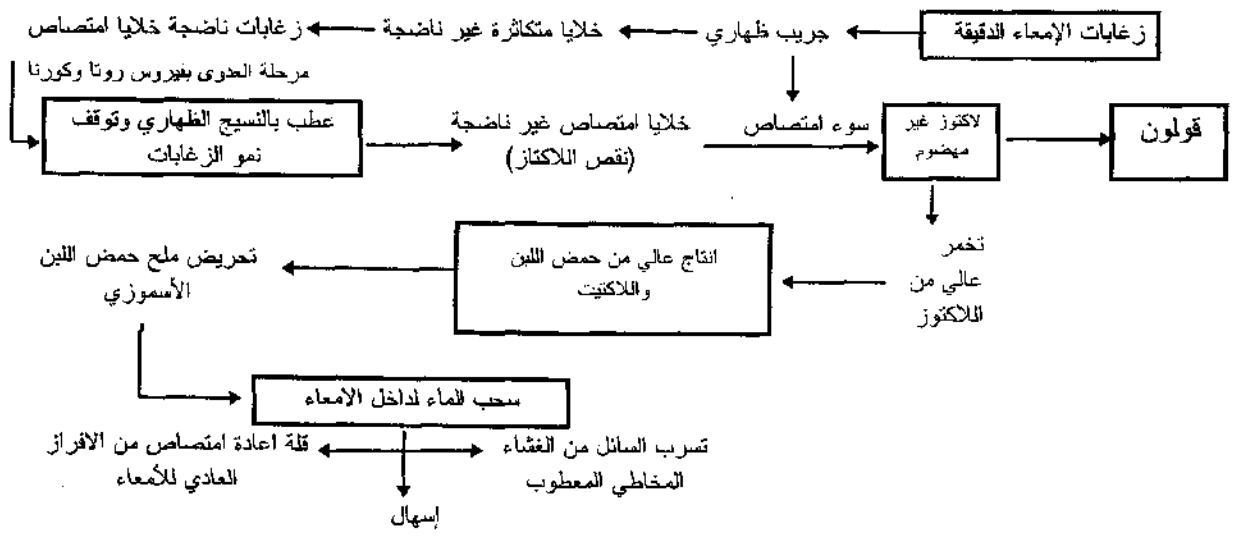 زغابات الإمعاء الدقيقة
جريب ظهاري
خلايا متكاثرة غير ناضجة
زغابات ناضجة خلايا امتصاص
مرحلة العدوى بفيروس روتا وكورنا
عطب بالنسيج الظهاري وتوقف
نمو الزغابات
خلايا امتصاص غير ناضجة
(نقص اللاكتاز)
سوء امتصاص
لاكتوز غير
مهضوم
قولون
تخمر
عالي من
اللاكتوز
انتاج عالي من حمض اللبن
واللاكتيت
تحريض ملح حمض اللبن
الأسموزي
سحب الماء لداخل الامعاء
تسرب السائل من الغشاء
المخاطي المعطوب
قلة اعادة امتصاص من الافراز
العادي للأمعاء
إسهال